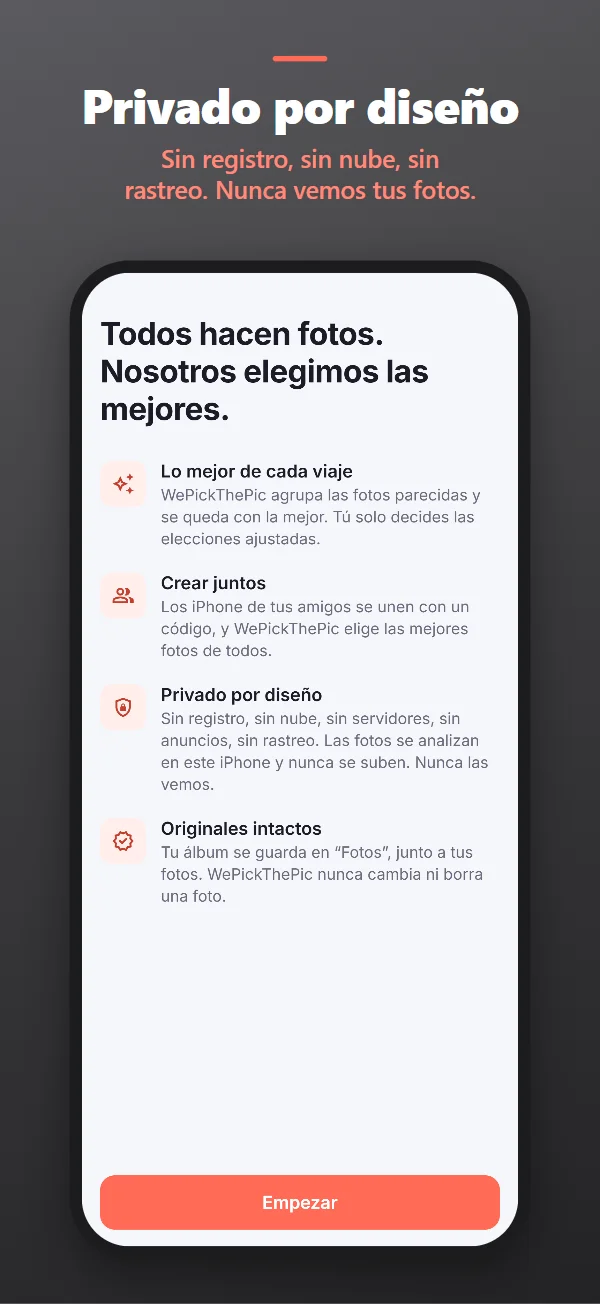 Privado por diseño
Sin registro, sin nube, sin
rastreo. Nunca vemos tus fotos.
Todos hacen fotos.
Nosotros elegimos las
mejores.
Lo mejor de cada viaje
WePickThePic agrupa las fotos parecidas y
se queda con la mejor. Tú solo decides las
elecciones ajustadas.
Crear juntos
Los iPhone de tus amigos se unen con un
código, y WePickThePic elige las mejores
fotos de todos.
Privado por diseño
Sin registro, sin nube, sin servidores, sin
anuncios, sin rastreo. Las fotos se analizan
en este iPhone y nunca se suben. Nunca las
vemos.
Originales intactos
Tu álbum se guarda en “Fotos”, junto a tus
fotos. WePickThePic nunca cambia ni borra
una foto.
Empezar